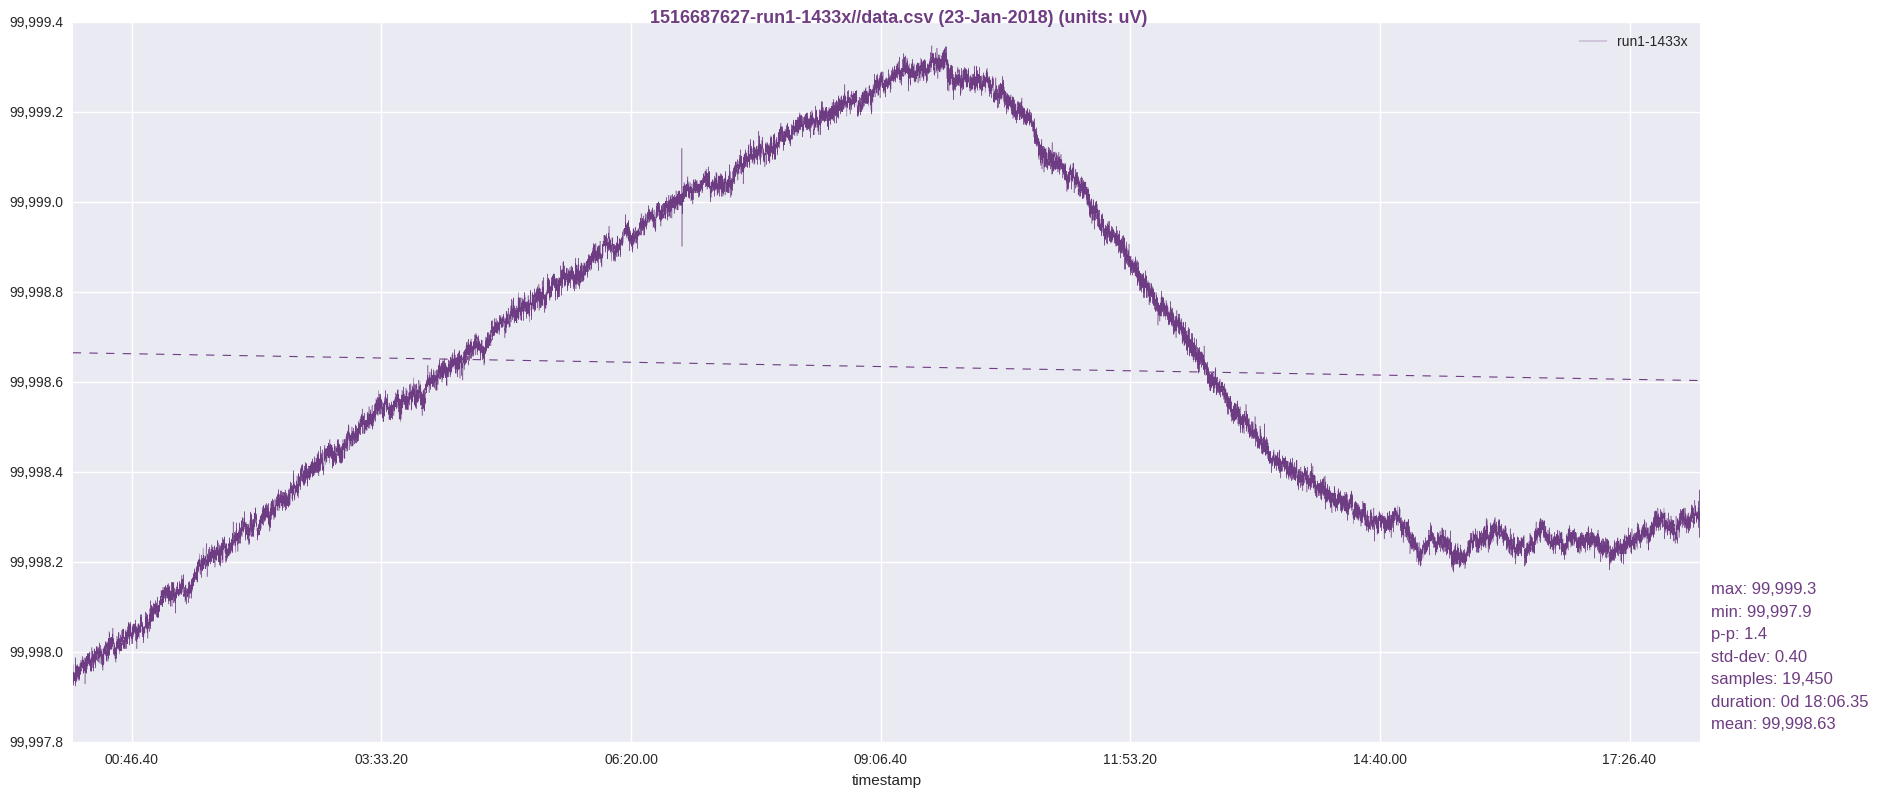 1516687627-run1-1433x//data.csv (23-Jan-2018) (units: uV)
run1-1433x
99,999.4
99,999.2
99,999.0
99,998.8
99,998.6
99,998.4
99,998.2
99,998.0
99,997.8
max: 99,999.3
min: 99,997.9
p-p: 1.4
std-dev: 0.40
samples: 19,450
duration: 0d 18:06.35
mean: 99,998.63
00:46.40 03:33.20 06:20.00 09:06.40 11:53.20 14:40.00 17:26.40
timestamp